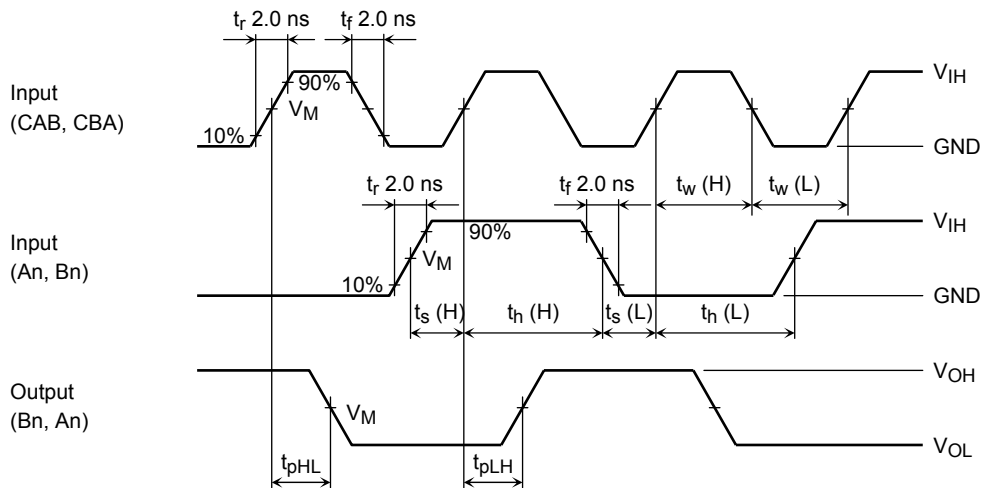 tr 2.0 ns
tf 2.0 ns
Input
(CAB, CBA)
90%
VM
10%
VIH
GND
tr 2.0 ns
tf 2.0 ns
tw (H)
tw (L)
Input
(An, Bn)
90%
VM
10%
VIH
GND
ts (H)
th (H)
ts (L)
th (L)
Output
(Bn, An)
VM
VOH
VOL
tpHL
tpLH